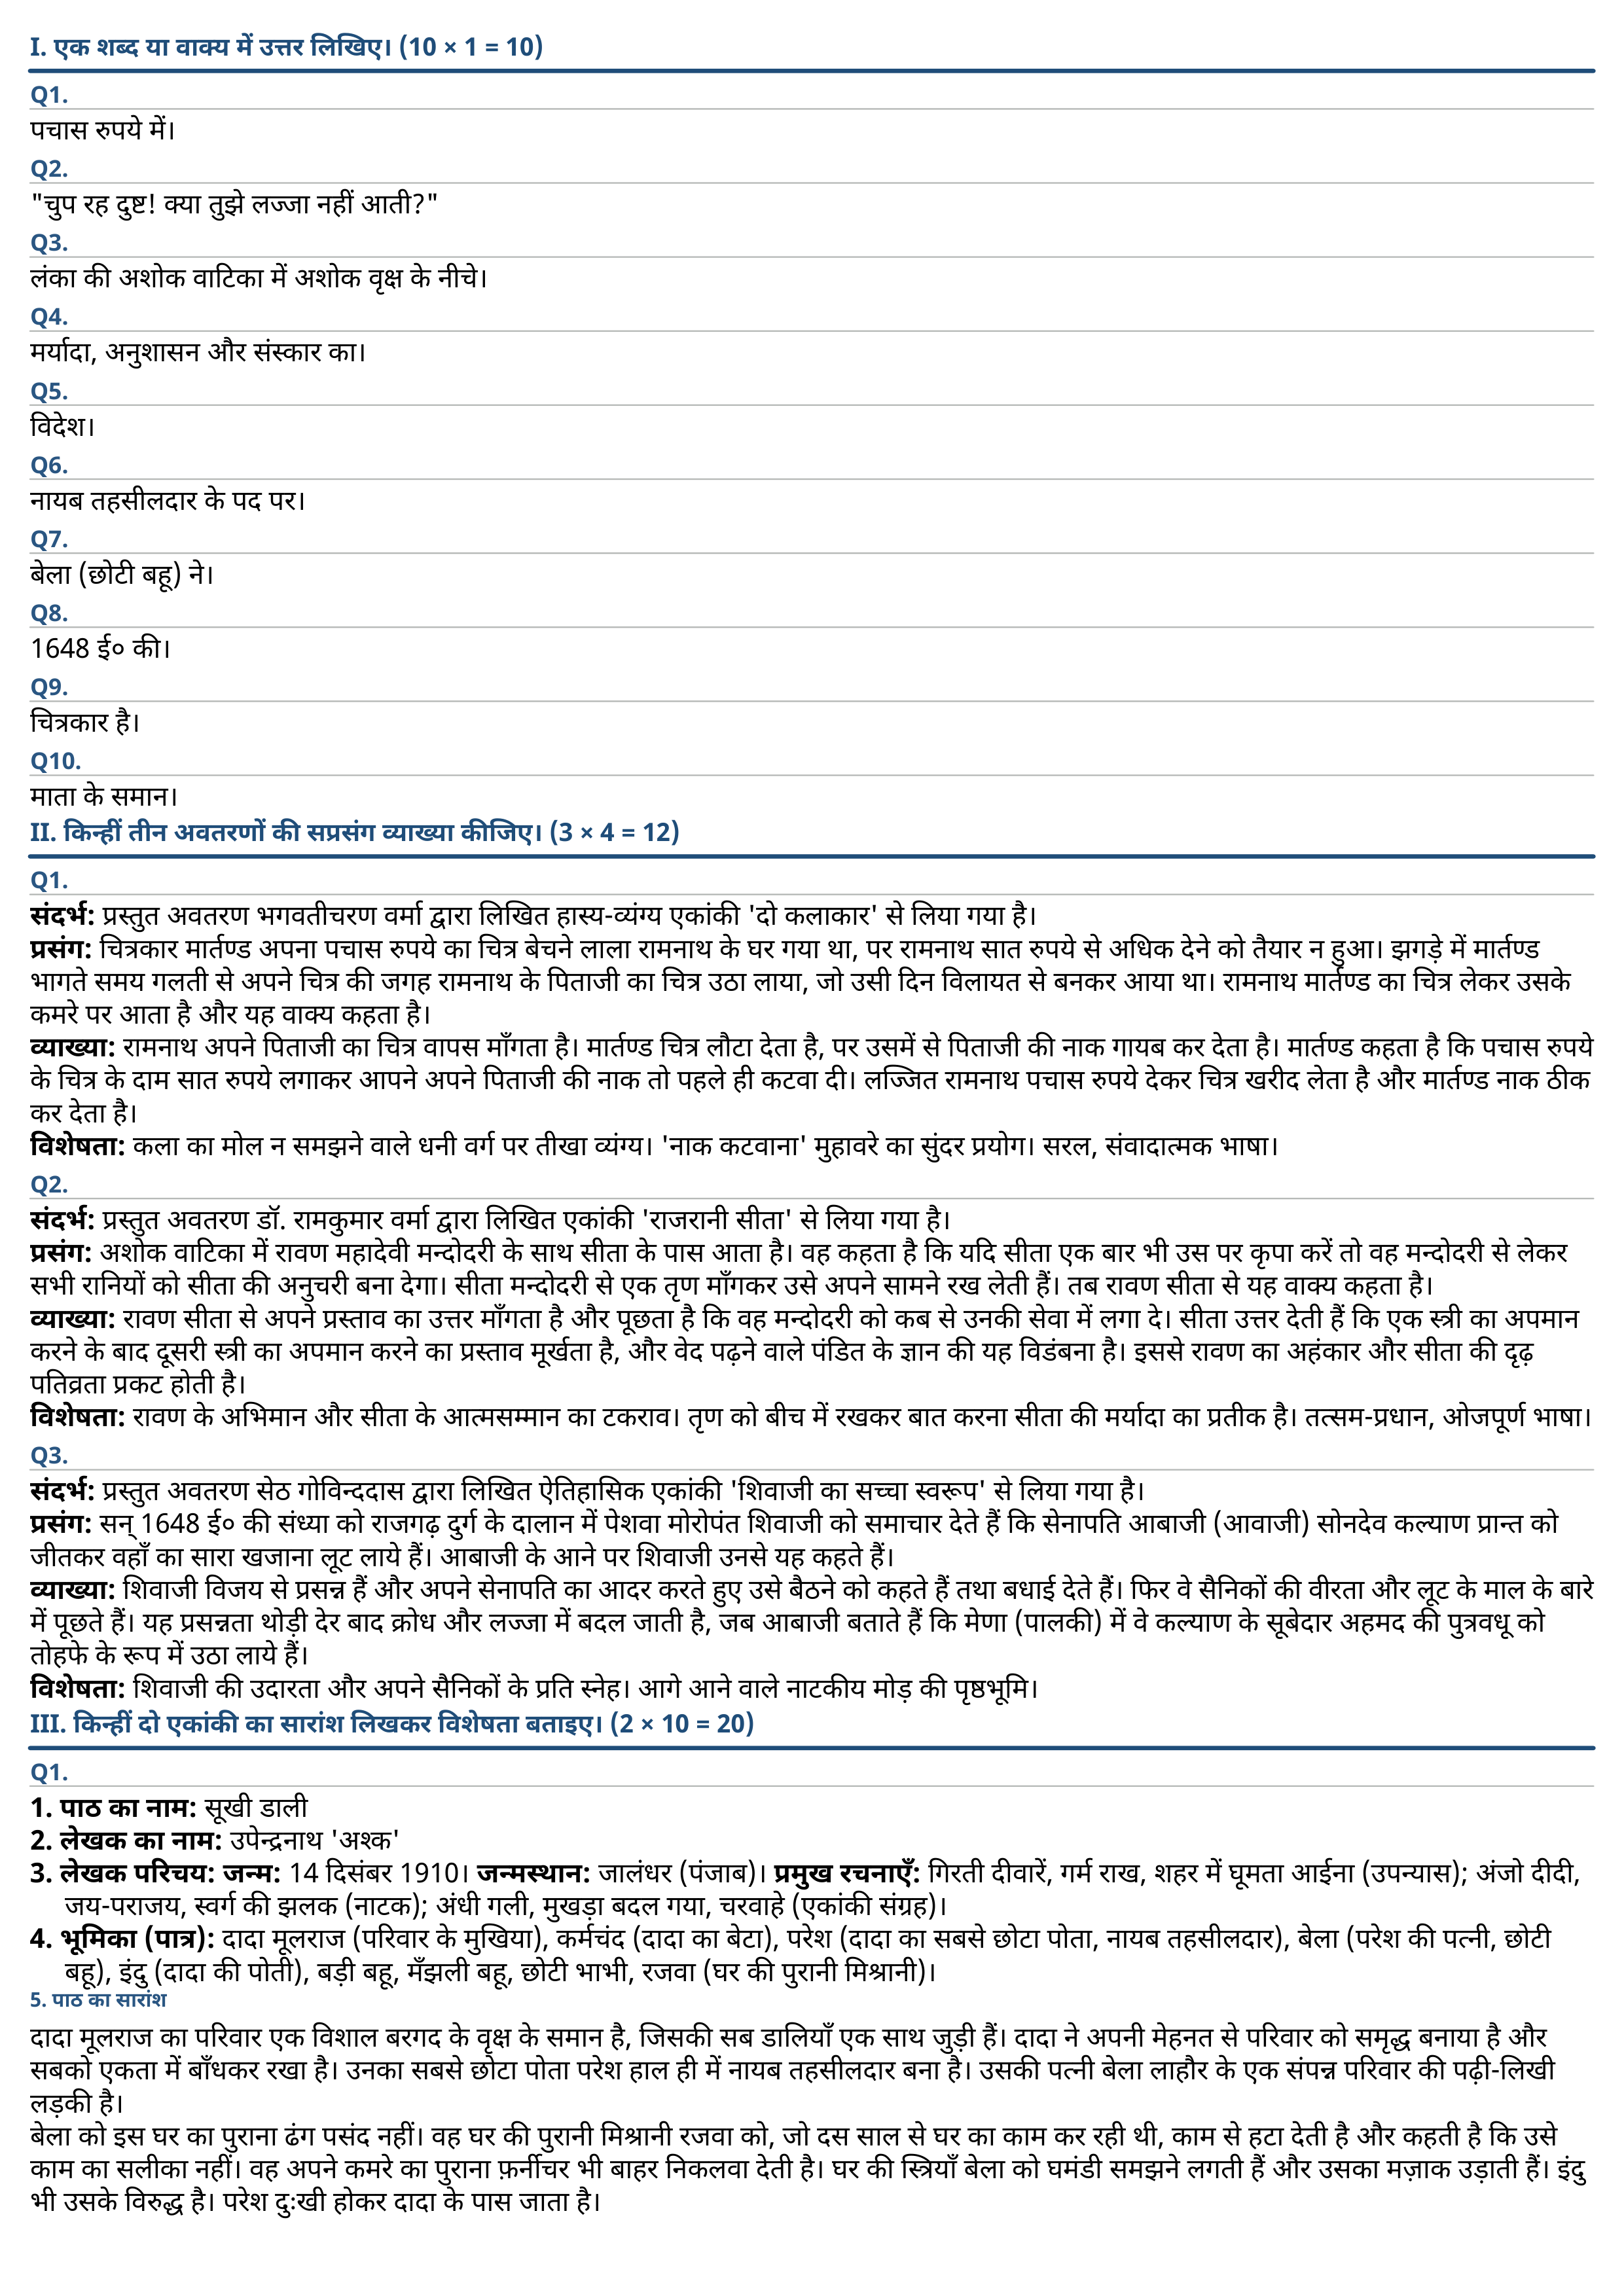 I. एक शब्द या वाक्य में उत्तर लिखिए। (10 × 1 = 10)
Q1.
पचास रुपये में।
Q2.
"चुप रह दुष्ट! क्या तुझे लज्जा नहीं आती?"
Q3.
लंका की अशोक वाटिका में अशोक वृक्ष के नीचे।
Q4.
मर्यादा, अनुशासन और संस्कार का।
Q5.
विदेश।
Q6.
नायब तहसीलदार के पद पर।
Q7.
बेला (छोटी बहू) ने।
Q8.
1648 ई० की।
Q9.
चित्रकार है।
Q10.
माता के समान।
II. किन्हीं तीन अवतरणों की सप्रसंग व्याख्या कीजिए। (3 × 4 = 12)
Q1.
संदर्भ: प्रस्तुत अवतरण भगवतीचरण वर्मा द्वारा लिखित हास्य-व्यंग्य एकांकी 'दो कलाकार' से लिया गया है।
प्रसंग: चित्रकार मार्तण्ड अपना पचास रुपये का चित्र बेचने लाला रामनाथ के घर गया था, पर रामनाथ सात रुपये से अधिक देने को तैयार न हुआ। झगड़े में मार्तण्ड
भागते समय गलती से अपने चित्र की जगह रामनाथ के पिताजी का चित्र उठा लाया, जो उसी दिन विलायत से बनकर आया था। रामनाथ मार्तण्ड का चित्र लेकर उसके
कमरे पर आता है और यह वाक्य कहता है।
व्याख्या: रामनाथ अपने पिताजी का चित्र वापस माँगता है। मार्तण्ड चित्र लौटा देता है, पर उसमें से पिताजी की नाक गायब कर देता है। मार्तण्ड कहता है कि पचास रुपये
के चित्र के दाम सात रुपये लगाकर आपने अपने पिताजी की नाक तो पहले ही कटवा दी। लज्जित रामनाथ पचास रुपये देकर चित्र खरीद लेता है और मार्तण्ड नाक ठीक
कर देता है।
विशेषता: कला का मोल न समझने वाले धनी वर्ग पर तीखा व्यंग्य। 'नाक कटवाना' मुहावरे का सुंदर प्रयोग। सरल, संवादात्मक भाषा।
Q2.
संदर्भ: प्रस्तुत अवतरण डॉ. रामकुमार वर्मा द्वारा लिखित एकांकी 'राजरानी सीता' से लिया गया है।
प्रसंग: अशोक वाटिका में रावण महादेवी मन्दोदरी के साथ सीता के पास आता है। वह कहता है कि यदि सीता एक बार भी उस पर कृपा करें तो वह मन्दोदरी से लेकर
सभी रानियों को सीता की अनुचरी बना देगा। सीता मन्दोदरी से एक तृण माँगकर उसे अपने सामने रख लेती हैं। तब रावण सीता से यह वाक्य कहता है।
व्याख्या: रावण सीता से अपने प्रस्ताव का उत्तर माँगता है और पूछता है कि वह मन्दोदरी को कब से उनकी सेवा में लगा दे। सीता उत्तर देती हैं कि एक स्त्री का अपमान
करने के बाद दूसरी स्त्री का अपमान करने का प्रस्ताव मूर्खता है, और वेद पढ़ने वाले पंडित के ज्ञान की यह विडंबना है। इससे रावण का अहंकार और सीता की दृढ़
पतिव्रता प्रकट होती है।
विशेषता: रावण के अभिमान और सीता के आत्मसम्मान का टकराव। तृण को बीच में रखकर बात करना सीता की मर्यादा का प्रतीक है। तत्सम-प्रधान, ओजपूर्ण भाषा।
Q3.
संदर्भ: प्रस्तुत अवतरण सेठ गोविन्ददास द्वारा लिखित ऐतिहासिक एकांकी 'शिवाजी का सच्चा स्वरूप' से लिया गया है।
प्रसंग: सन् 1648 ई० की संध्या को राजगढ़ दुर्ग के दालान में पेशवा मोरोपंत शिवाजी को समाचार देते हैं कि सेनापति आबाजी (आवाजी) सोनदेव कल्याण प्रान्त को
जीतकर वहाँ का सारा खजाना लूट लाये हैं। आबाजी के आने पर शिवाजी उनसे यह कहते हैं।
व्याख्या: शिवाजी विजय से प्रसन्न हैं और अपने सेनापति का आदर करते हुए उसे बैठने को कहते हैं तथा बधाई देते हैं। फिर वे सैनिकों की वीरता और लूट के माल के बारे
में पूछते हैं। यह प्रसन्नता थोड़ी देर बाद क्रोध और लज्जा में बदल जाती है, जब आबाजी बताते हैं कि मेणा (पालकी) में वे कल्याण के सूबेदार अहमद की पुत्रवधू को
तोहफे के रूप में उठा लाये हैं।
विशेषता: शिवाजी की उदारता और अपने सैनिकों के प्रति स्नेह। आगे आने वाले नाटकीय मोड़ की पृष्ठभूमि।
III. किन्हीं दो एकांकी का सारांश लिखकर विशेषता बताइए। (2 × 10 = 20)
Q1.
1. पाठ का नाम: सूखी डाली
2. लेखक का नाम: उपेन्द्रनाथ 'अश्क'
3. लेखक परिचय: जन्म: 14 दिसंबर 1910। जन्मस्थान: जालंधर (पंजाब)। प्रमुख रचनाएँ: गिरती दीवारें, गर्म राख, शहर में घूमता आईना (उपन्यास); अंजो दीदी,
जय-पराजय, स्वर्ग की झलक (नाटक); अंधी गली, मुखड़ा बदल गया, चरवाहे (एकांकी संग्रह)।
4. भूमिका (पात्र): दादा मूलराज (परिवार के मुखिया), कर्मचंद (दादा का बेटा), परेश (दादा का सबसे छोटा पोता, नायब तहसीलदार), बेला (परेश की पत्नी, छोटी
बहू), इंदु (दादा की पोती), बड़ी बहू, मँझली बहू, छोटी भाभी, रजवा (घर की पुरानी मिश्रानी)।
5. पाठ का सारांश
दादा मूलराज का परिवार एक विशाल बरगद के वृक्ष के समान है, जिसकी सब डालियाँ एक साथ जुड़ी हैं। दादा ने अपनी मेहनत से परिवार को समृद्ध बनाया है और
सबको एकता में बाँधकर रखा है। उनका सबसे छोटा पोता परेश हाल ही में नायब तहसीलदार बना है। उसकी पत्नी बेला लाहौर के एक संपन्न परिवार की पढ़ी-लिखी
लड़की है।
बेला को इस घर का पुराना ढंग पसंद नहीं। वह घर की पुरानी मिश्रानी रजवा को, जो दस साल से घर का काम कर रही थी, काम से हटा देती है और कहती है कि उसे
काम का सलीका नहीं। वह अपने कमरे का पुराना फ़र्नीचर भी बाहर निकलवा देती है। घर की स्त्रियाँ बेला को घमंडी समझने लगती हैं और उसका मज़ाक उड़ाती हैं। इंदु
भी उसके विरुद्ध है। परेश दुःखी होकर दादा के पास जाता है।